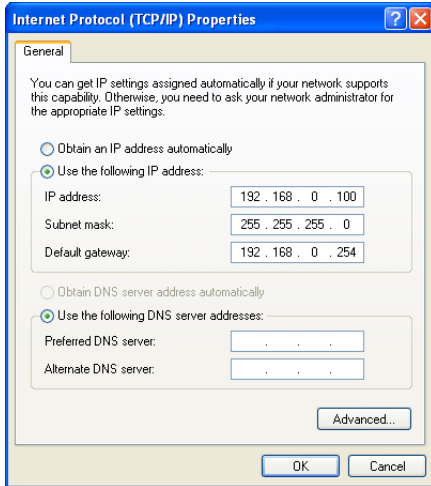 Internet Protocol (TCP/IP) Properties
General
You can get IP settings assigned automatically if your network supports
this capability. Otherwise, you need to ask your network administrator for
the appropriate IP settings.
Obtain an IP address automatically
Use the following IP address:
IP address: 192 . 168 . 0 . 100
Subnet mask: 255 . 255 . 255 . 0
Default gateway: 192 . 168 . 0 . 254
Obtain DNS server address automatically
Use the following DNS server addresses:
Preferred DNS server: . . .
Alternate DNS server: . . .
Advanced...
OK Cancel